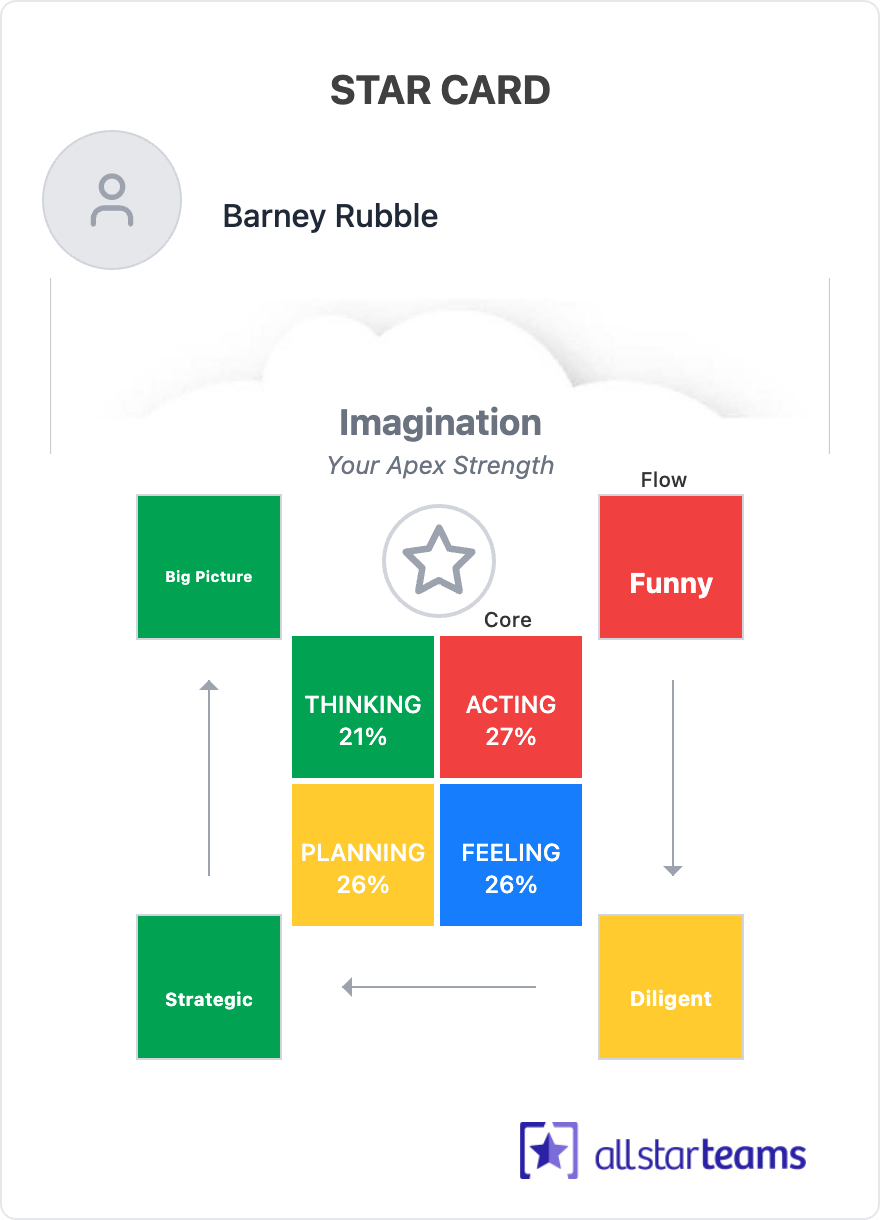 STAR CARD
Barney Rubble
Imagination
Your Apex Strength
Flow
Big Picture
Funny
Core
THINKING
21%
ACTING
27%
PLANNING
26%
FEELING
26%
Strategic
Diligent
allstarteams